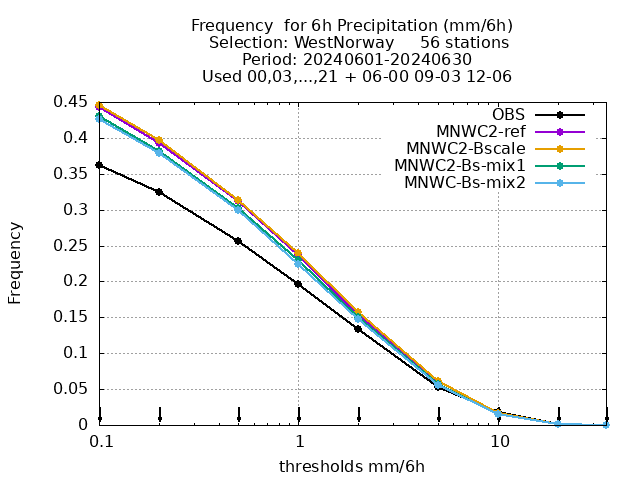 Frequency  for 6h Precipitation (mm/6h)
Selection: WestNorway     56 stations
Period: 20240601-20240630
Used 00,03,...,21 + 06-00 09-03 12-06
OBS
MNWC2-ref
MNWC2-Bscale
MNWC2-Bs-mix1
MNWC-Bs-mix2
0.45
0.4
0.35
0.3
0.25
0.2
0.15
0.1
0.05
0
Frequency
0.1 1 10
thresholds mm/6h